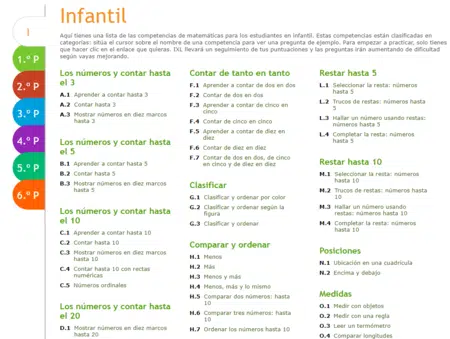 Infantil
Aquí tienes una lista de las competencias de matemáticas para los estudiantes en infantil. Estas competencias están clasificadas en
categorías: sitúa el cursor sobre el nombre de una competencia para ver una pregunta de ejemplo. Para empezar a practicar, solo tienes
que hacer clic en el enlace que quieras. IXL llevará un seguimiento de tus puntuaciones y las preguntas irán aumentando de dificultad
según vayas mejorando.
I
1.º P
2.º P
3.º P
4.º P
5.º P
6.º P
Los números y contar hasta
el 3
A.1 Aprender a contar hasta 3
A.2 Contar hasta 3
A.3 Mostrar números en diez marcos
hasta 3
Los números y contar hasta
el 5
B.1 Aprender a contar hasta 5
B.2 Contar hasta 5
B.3 Mostrar números en diez marcos
hasta 5
Los números y contar hasta
el 10
C.1 Aprender a contar hasta 10
C.2 Contar hasta 10
C.3 Mostrar números en diez marcos
hasta 10
C.4 Contar hasta 10 con rectas
numéricas
C.5 Números ordinales
Los números y contar hasta
el 20
D.1 Mostrar números en diez marcos
hasta 20
Contar de tanto en tanto
F.1 Aprender a contar de dos en dos
F.2 Contar de dos en dos
F.3 Aprender a contar de cinco en
cinco
F.4 Contar de cinco en cinco
F.5 Aprender a contar de diez en
diez
F.6 Contar de diez en diez
F.7 Contar de dos en dos, de cinco
en cinco y de diez en diez
Clasificar
G.1 Clasificar y ordenar por color
G.2 Clasificar y ordenar según la
figura
G.3 Clasificar y ordenar
Comparar y ordenar
H.1 Menos
H.2 Más
H.3 Menos y más
H.4 Menos, más y lo mismo
H.5 Comparar dos números: hasta
10
H.6 Comparar tres números: hasta
10
H.7 Ordenar los números hasta 10
Restar hasta 5
L.1 Seleccionar la resta: números
hasta 5
L.2 Trucos de restas: números hasta
5
L.3 Hallar un número usando restas:
números hasta 5
L.4 Completar la resta: números
hasta 5
Restar hasta 10
M.1 Seleccionar la resta: números
hasta 10
M.2 Trucos de restas: números hasta
10
M.3 Hallar un número usando
restas: números hasta 10
M.4 Completar la resta: números
hasta 10
Posiciones
N.1 Ubicación en una cuadrícula
N.2 Encima y debajo
Medidas
O.1 Medir con objetos
O.2 Medir con una regla
O.3 Leer un termómetro
O.4 Comparar longitudes